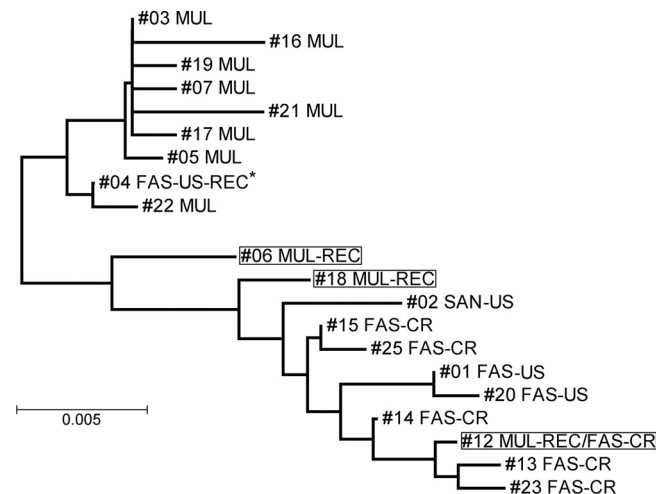 #03 MUL
#16 MUL
#19 MUL
#07 MUL
#21 MUL
#17 MUL
#05 MUL
#04 FAS-US-REC*
#22 MUL
#06 MUL-REC
#18 MUL-REC
#02 SAN-US
#15 FAS-CR
#25 FAS-CR
#01 FAS-US
#20 FAS-US
#14 FAS-CR
#12 MUL-REC/FAS-CR
#13 FAS-CR
#23 FAS-CR
0.005